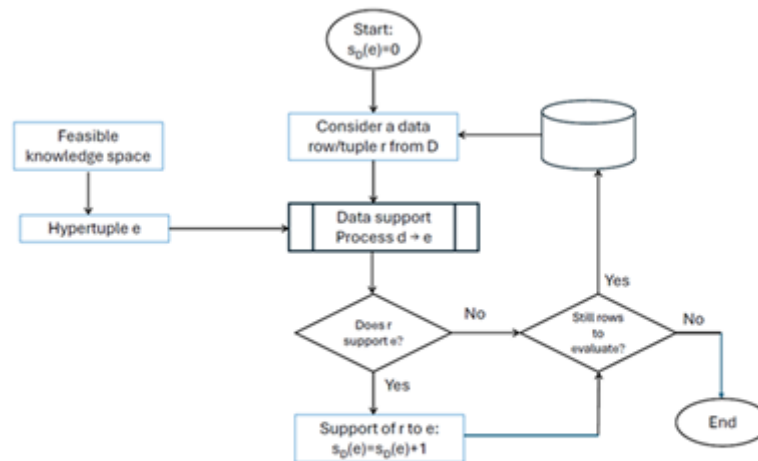 Start:
s_D(e)=0
Consider a data
row/tuple r from D
Feasible
knowledge space
Hypertuple e
Data support
Process d → e
Does r
support e?
No
Still rows
to
evaluate?
Yes
No
Yes
Support of r to e:
s_D(e)=s_D(e)+1
End